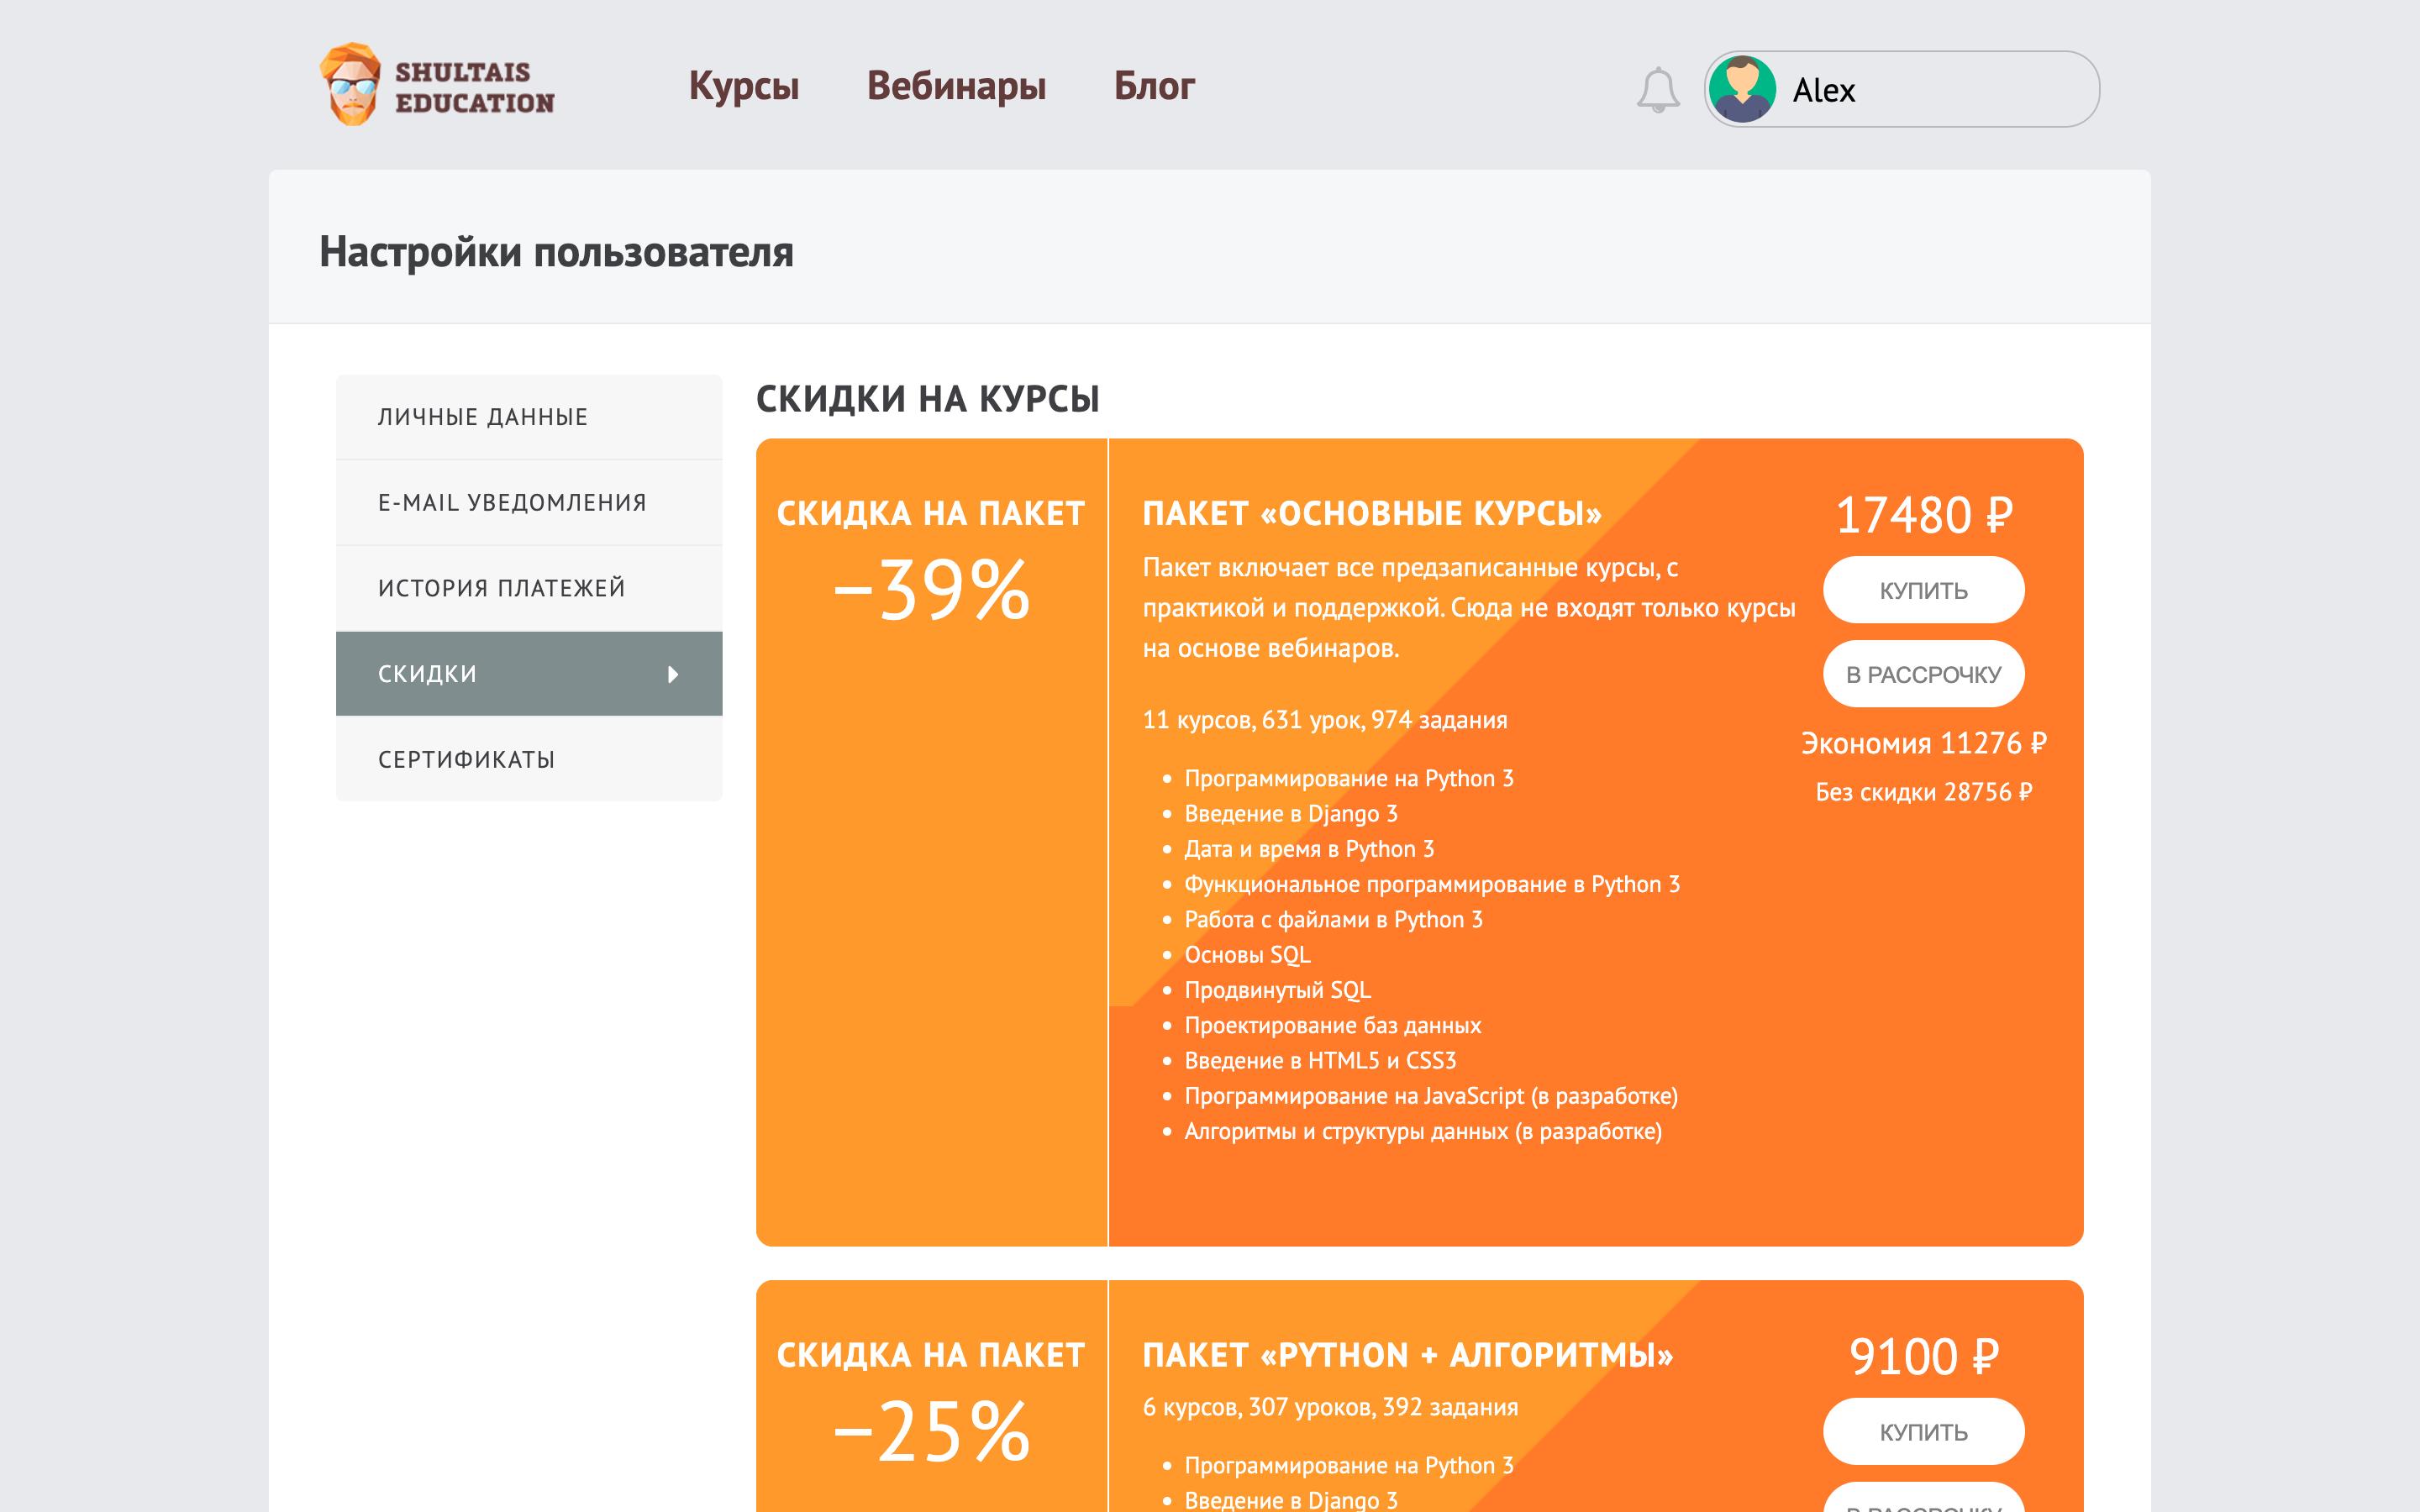 SHULTAIS
EDUCATION
Курсы
Вебинары
Блог
Alex
Настройки пользователя
ЛИЧНЫЕ ДАННЫЕ
E-MAIL УВЕДОМЛЕНИЯ
ИСТОРИЯ ПЛАТЕЖЕЙ
СКИДКИ
СЕРТИФИКАТЫ
СКИДКИ НА КУРСЫ
СКИДКА НА ПАКЕТ
–39%
ПАКЕТ «ОСНОВНЫЕ КУРСЫ»
Пакет включает все предзаписанные курсы, с
практикой и поддержкой. Сюда не входят только курсы
на основе вебинаров.
11 курсов, 631 урок, 974 задания
Программирование на Python 3
Введение в Django 3
Дата и время в Python 3
Функциональное программирование в Python 3
Работа с файлами в Python 3
Основы SQL
Продвинутый SQL
Проектирование баз данных
Введение в HTML5 и CSS3
Программирование на JavaScript (в разработке)
Алгоритмы и структуры данных (в разработке)
17480 ₽
КУПИТЬ
В РАССРОЧКУ
Экономия 11276 ₽
Без скидки 28756 ₽
СКИДКА НА ПАКЕТ
–25%
ПАКЕТ «PYTHON + АЛГОРИТМЫ»
6 курсов, 307 уроков, 392 задания
Программирование на Python 3
Введение в Django 3
9100 ₽
КУПИТЬ
В РАССРОЧКУ